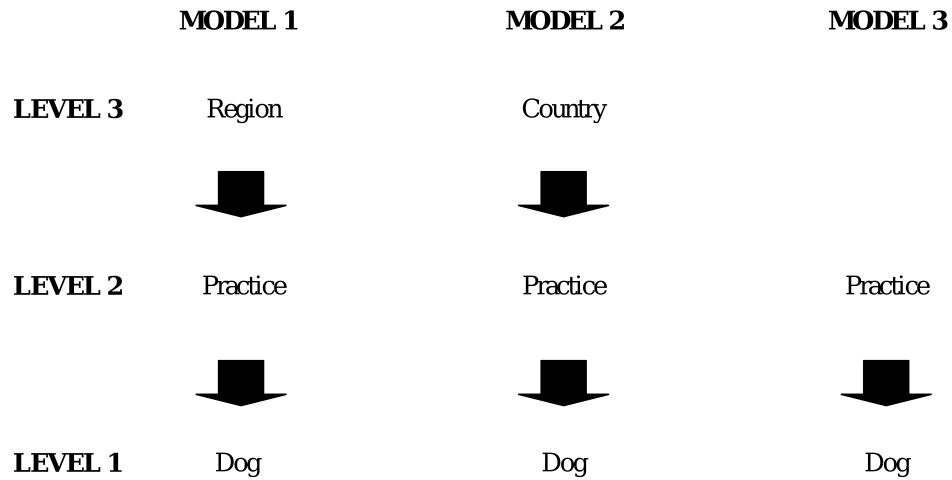 MODEL 1 MODEL 2 MODEL 3
LEVEL 3 Region Country
LEVEL 2 Practice Practice Practice
LEVEL 1 Dog Dog Dog